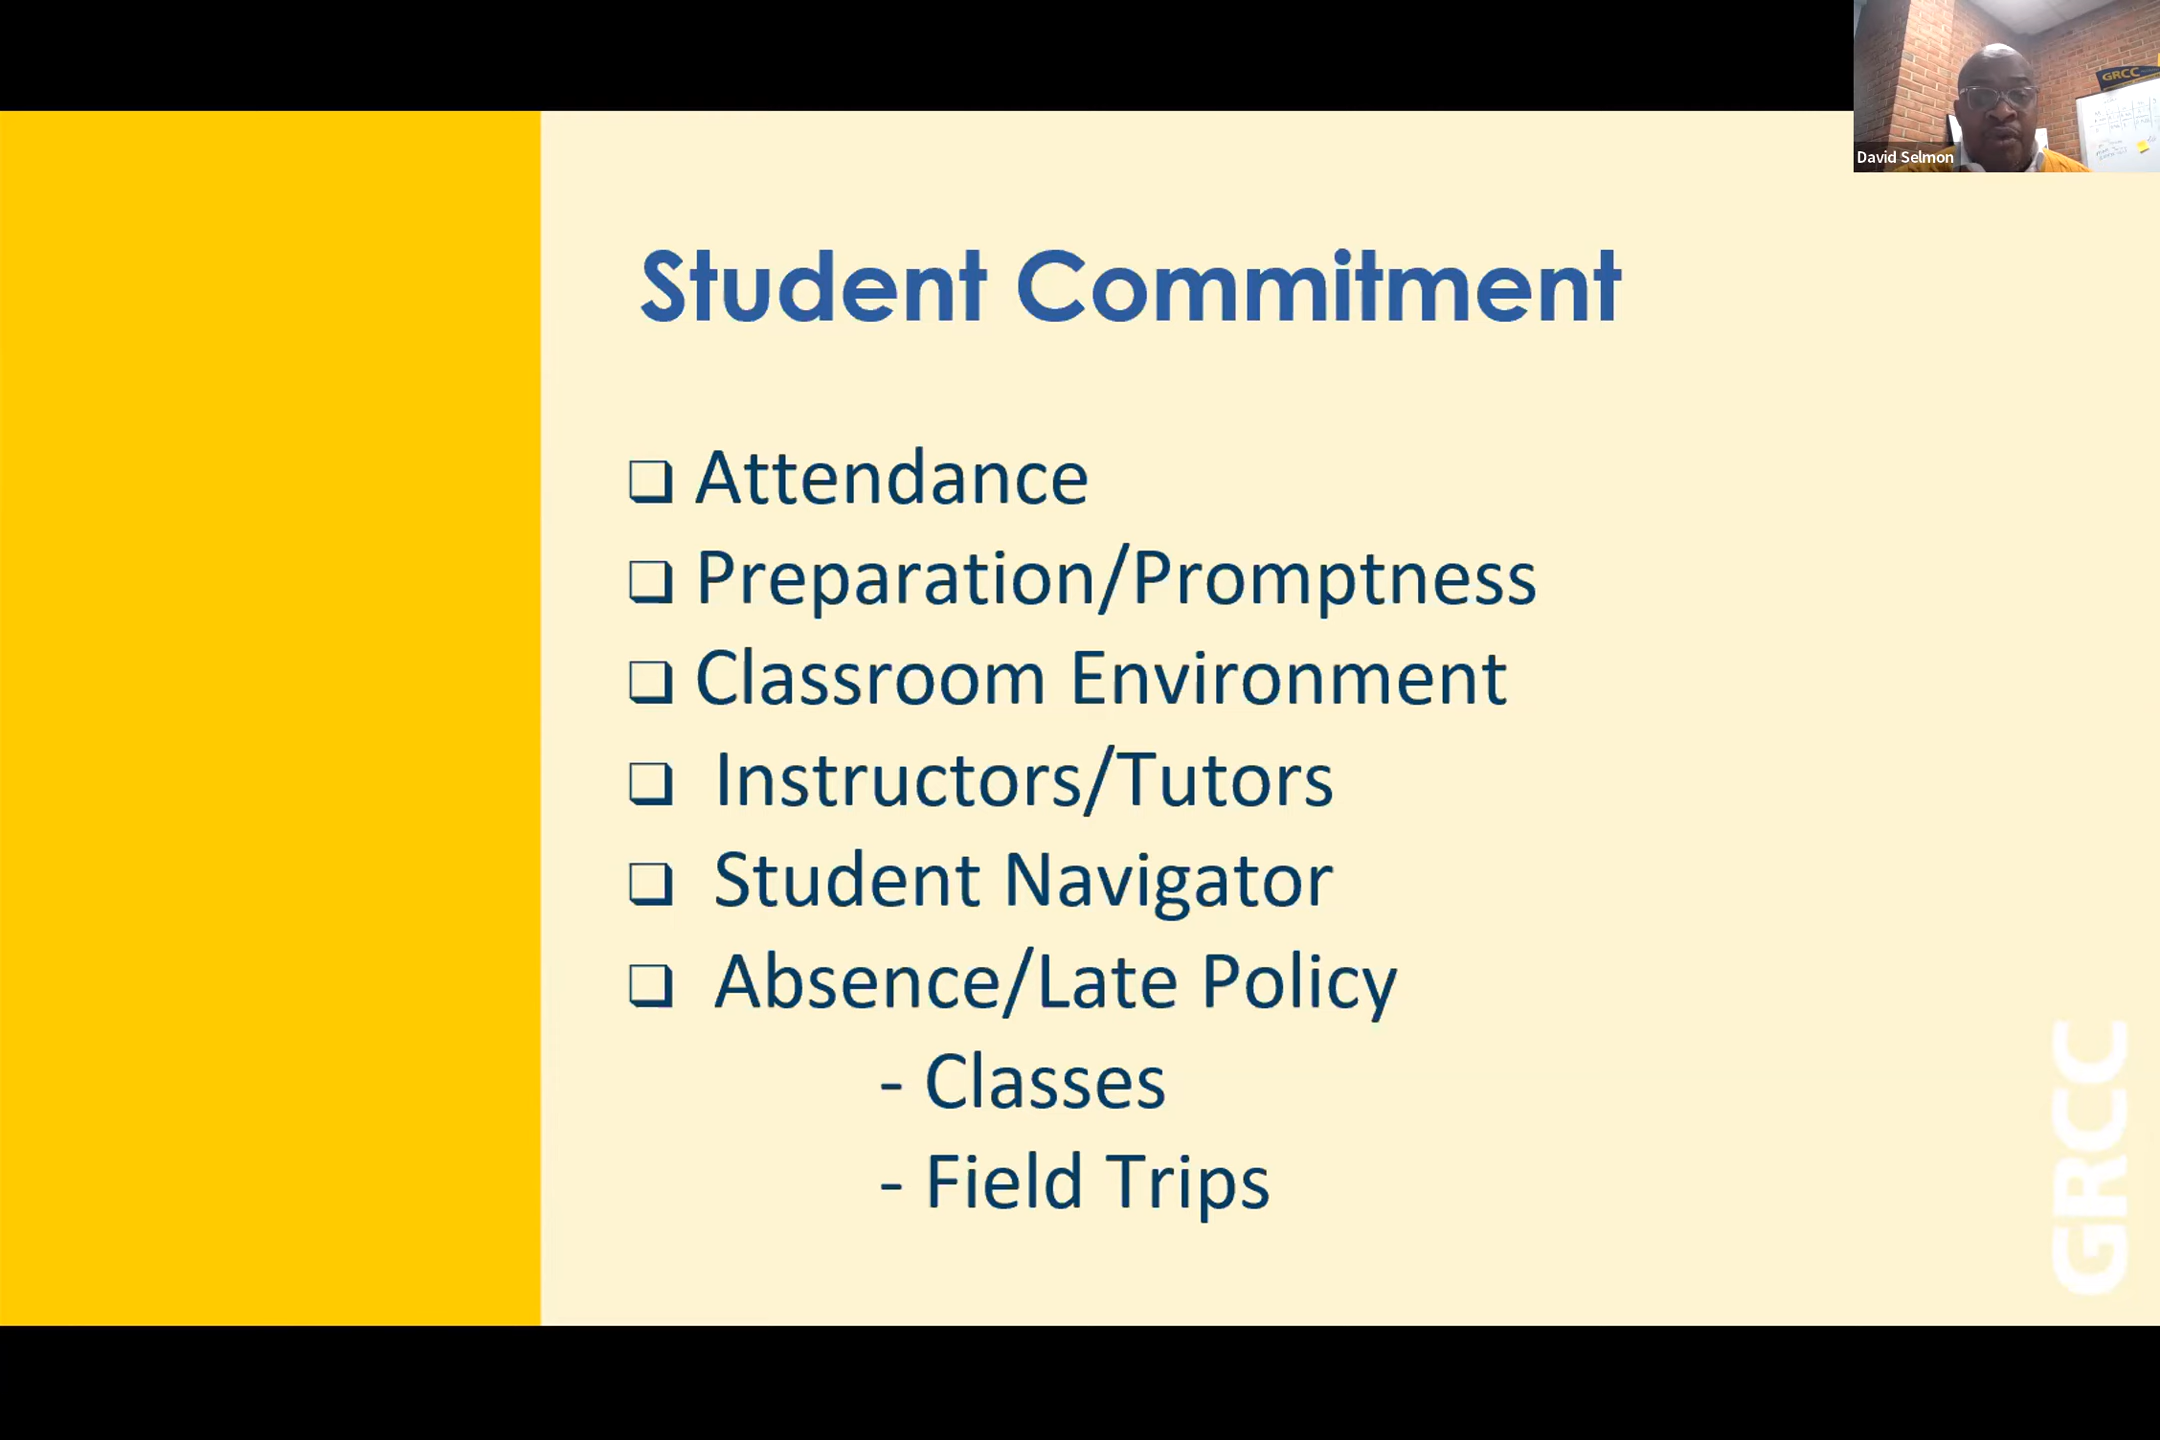 GRCC
David Selmon
Student Commitment
❑ Attendance
❑ Preparation/Promptness
❑ Classroom Environment
❑ Instructors/Tutors
❑ Student Navigator
❑ Absence/Late Policy
- Classes
- Field Trips
GRCC